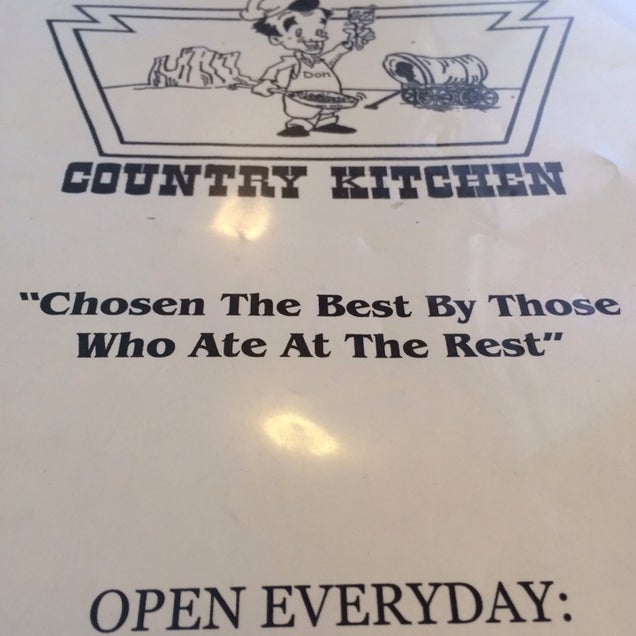 Don
COUNTRY KITCHEN
"Chosen The Best By Those
Who Ate At The Rest"
OPEN EVERYDAY: